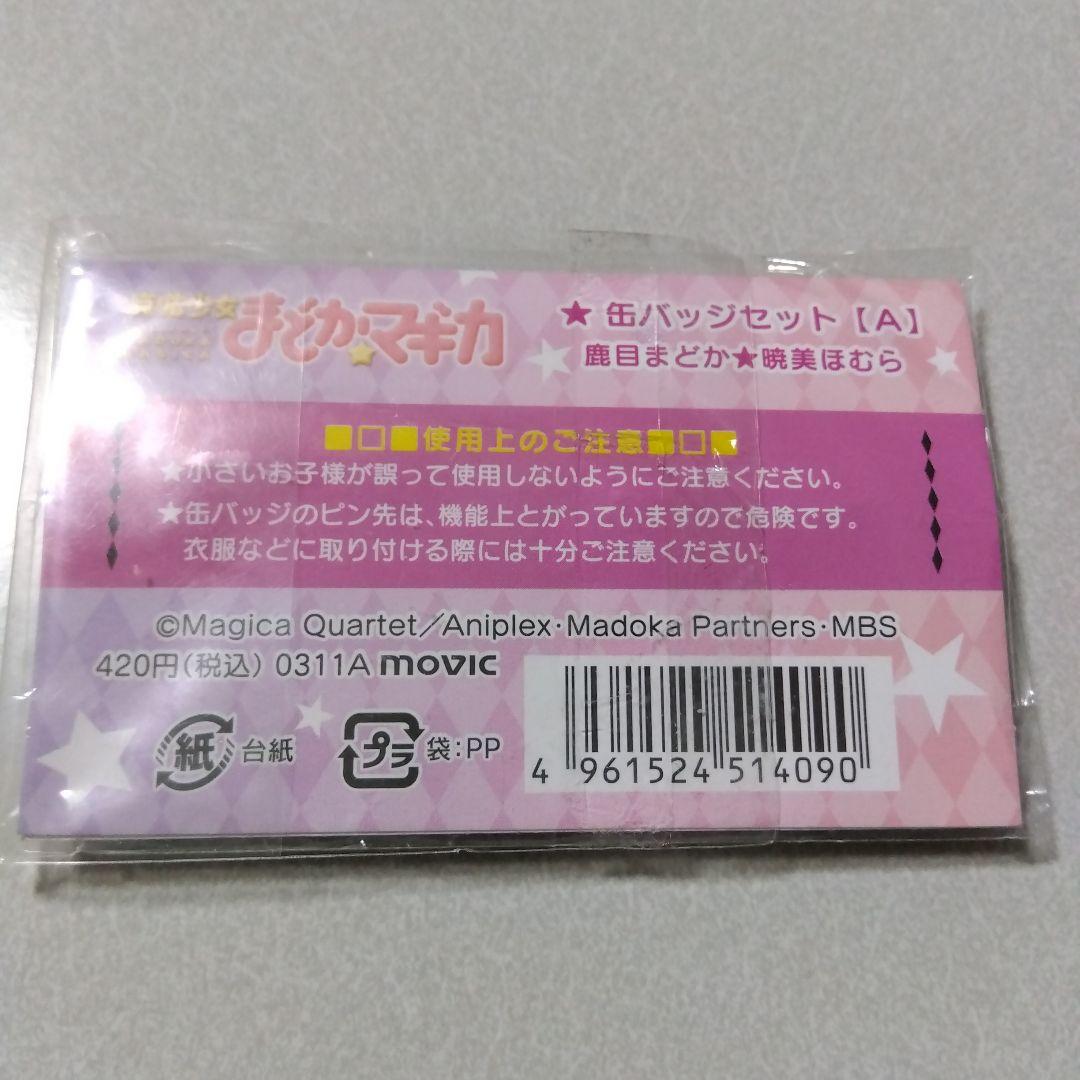 魔法少女
まどか★マギカ
★ 缶バッジセット【A】
鹿目まどか★暁美ほむら
■□■使用上のご注意■□■
★小さいお子様が誤って使用しないようにご注意ください。
★缶バッジのピン先は、機能上とがっていますので危険です。
衣服などに取り付ける際には十分ご注意ください。
©Magica Quartet／Aniplex･Madoka Partners･MBS
420円(税込) 0311A movic
紙 台紙
プラ 袋:PP
4 961524 514090